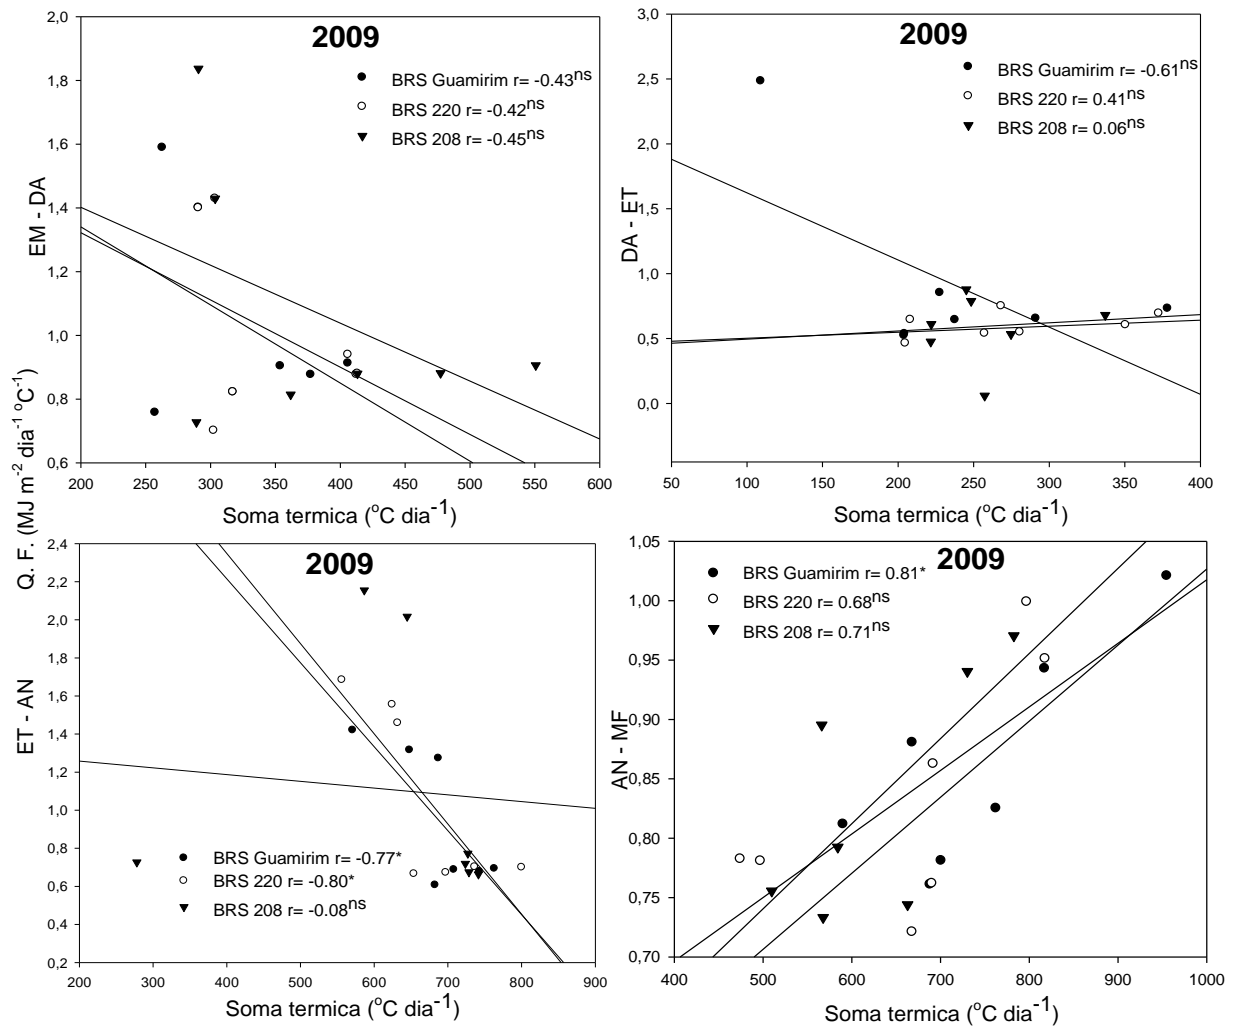 2009
BRS Guamirim r= -0.43ns
BRS 220 r= -0.42ns
BRS 208 r= -0.45ns
2,0
1,8
1,6
1,4
1,2
1,0
0,8
0,6
200 250 300 350 400 450 500 550 600
EM - DA
Soma termica (oC dia-1)
2009
BRS Guamirim r= -0.61ns
BRS 220 r= 0.41ns
BRS 208 r= 0.06ns
3,0
2,5
2,0
1,5
1,0
0,5
0,0
50 100 150 200 250 300 350 400
DA - ET
Soma termica (oC dia-1)
Q. F. (MJ m-2 dia-1 oC-1)
2009
2,4
2,2
2,0
1,8
1,6
1,4
1,2
1,0
0,8
0,6
0,4
0,2
BRS Guamirim r= -0.77*
BRS 220 r= -0.80*
BRS 208 r= -0.08ns
200 300 400 500 600 700 800 900
ET - AN
Soma termica (oC dia-1)
2009
BRS Guamirim r= 0.81*
BRS 220 r= 0.68ns
BRS 208 r= 0.71ns
1,05
1,00
0,95
0,90
0,85
0,80
0,75
0,70
400 500 600 700 800 900 1000
AN - MF
Soma termica (oC dia-1)